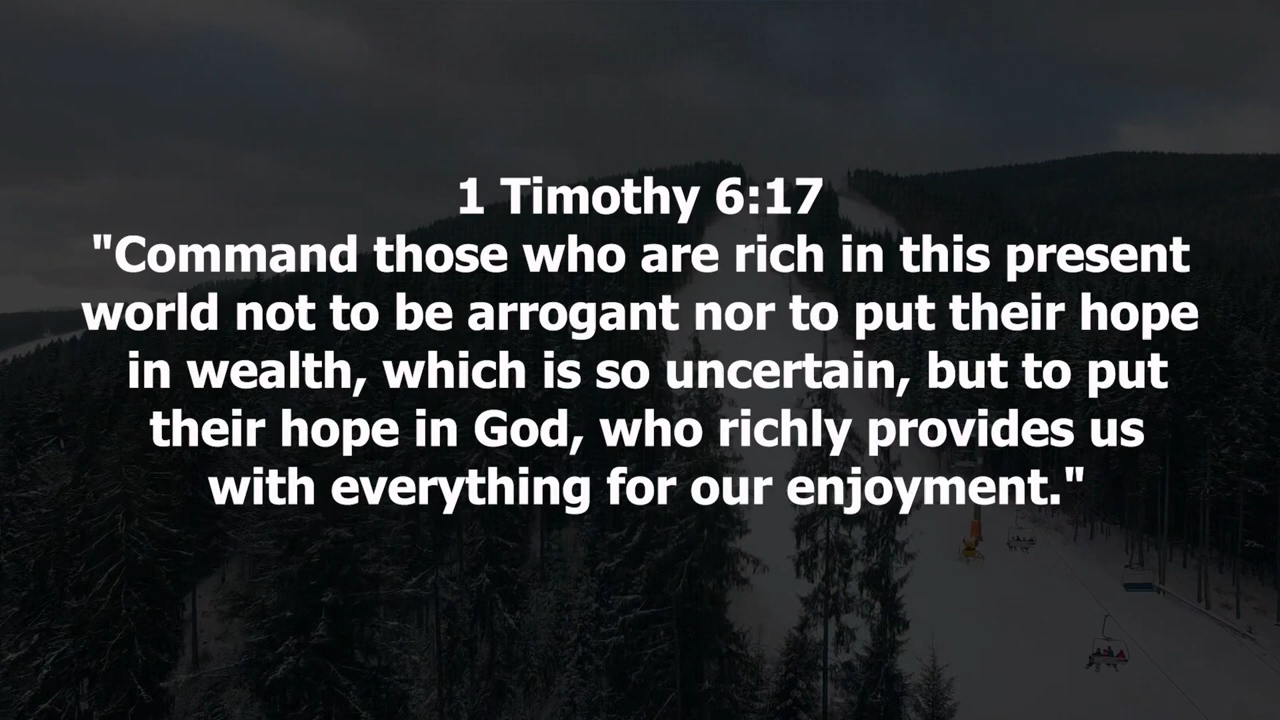 1 Timothy 6:17
"Command those who are rich in this present
world not to be arrogant nor to put their hope
in wealth, which is so uncertain, but to put
their hope in God, who richly provides us
with everything for our enjoyment."